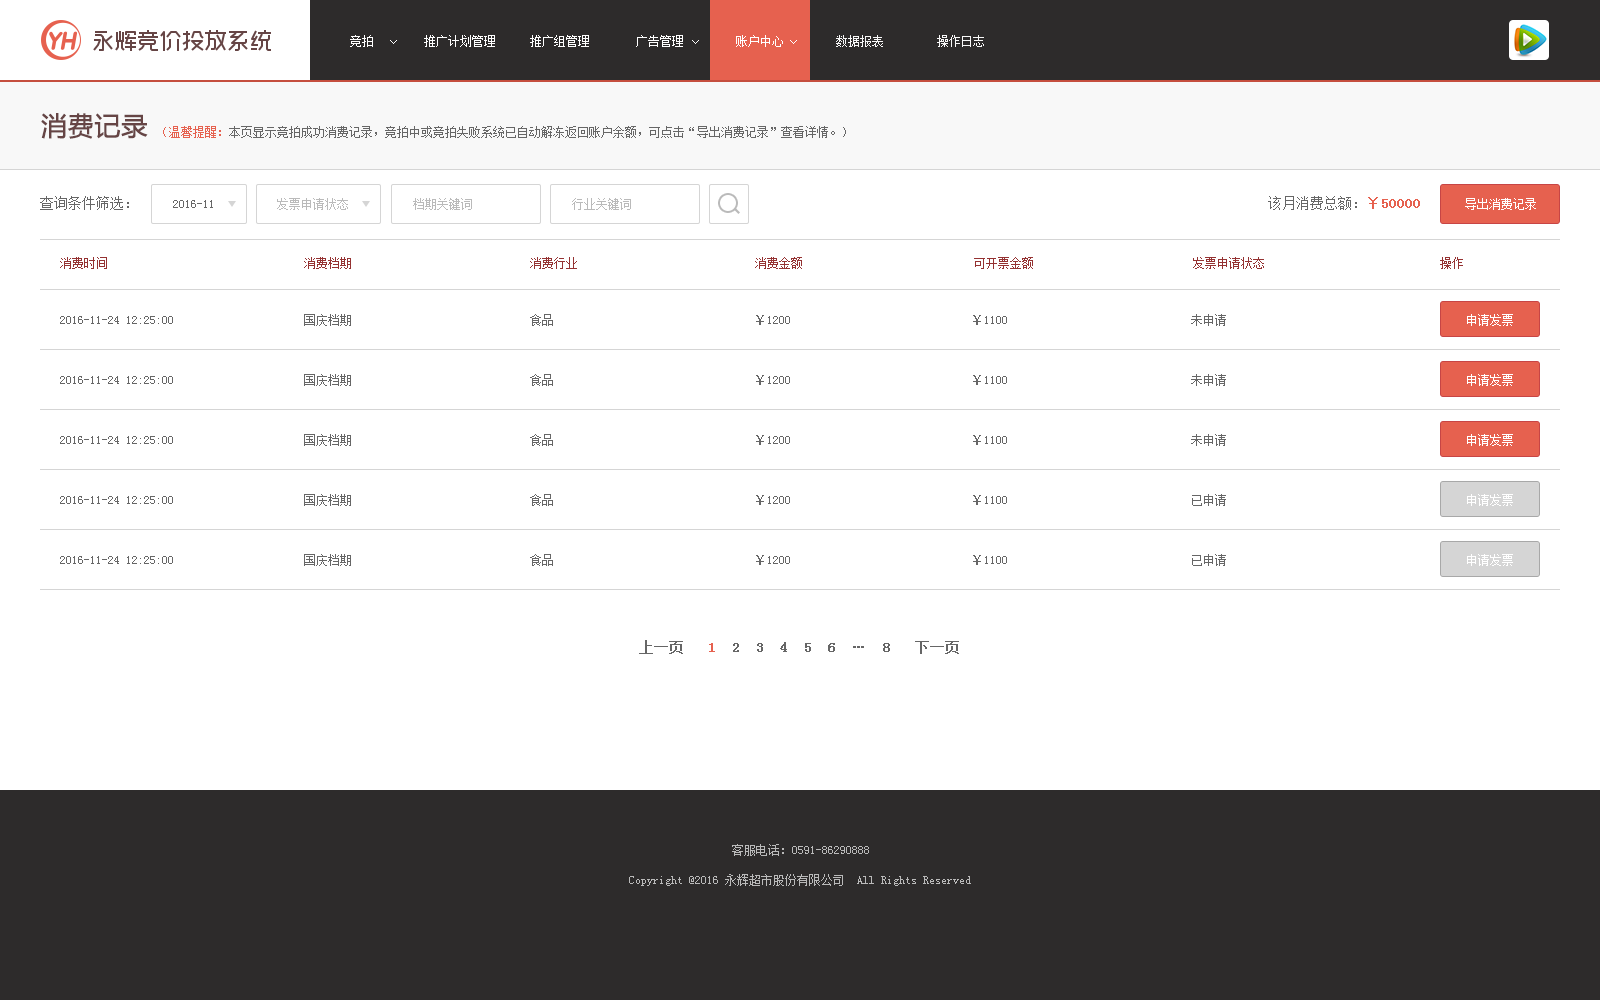 YH 永辉竞价投放系统 竞拍 推广计划管理 推广组管理 广告管理 账户中心 数据报表 操作日志
消费记录 （温馨提醒：本页显示竞拍成功消费记录，竞拍中或竞拍失败系统已自动解冻返回账户余额，可点击“导出消费记录”查看详情。）
查询条件筛选： 2016-11 发票申请状态 档期关键词 行业关键词 该月消费总额：￥50000 导出消费记录
消费时间 消费档期 消费行业 消费金额 可开票金额 发票申请状态 操作
2016-11-24 12:25:00 国庆档期 食品 ￥1200 ￥1100 未申请 申请发票
2016-11-24 12:25:00 国庆档期 食品 ￥1200 ￥1100 未申请 申请发票
2016-11-24 12:25:00 国庆档期 食品 ￥1200 ￥1100 未申请 申请发票
2016-11-24 12:25:00 国庆档期 食品 ￥1200 ￥1100 已申请 申请发票
2016-11-24 12:25:00 国庆档期 食品 ￥1200 ￥1100 已申请 申请发票
上一页 1 2 3 4 5 6 … 8 下一页
客服电话：0591-86290888
Copyright @2016 永辉超市股份有限公司 All Rights Reserved